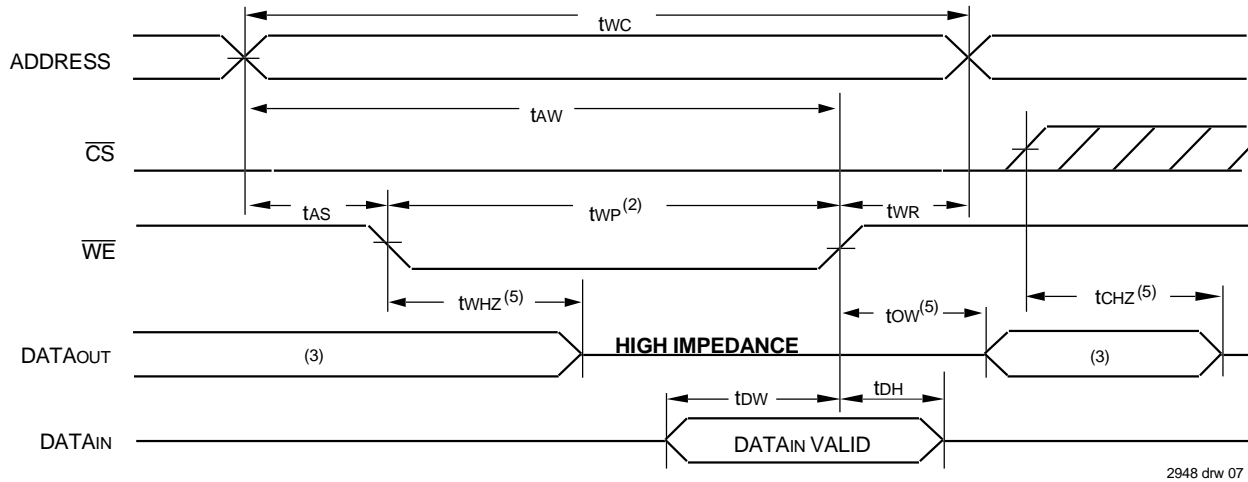 tWC
ADDRESS
tAW
CS
tAS
tWP(2)
tWR
WE
tWHZ(5)
tOW(5)
tCHZ(5)
DATAOUT
(3)
HIGH IMPEDANCE
(3)
tDW
tDH
DATAIN
DATAIN VALID
2948 drw 07